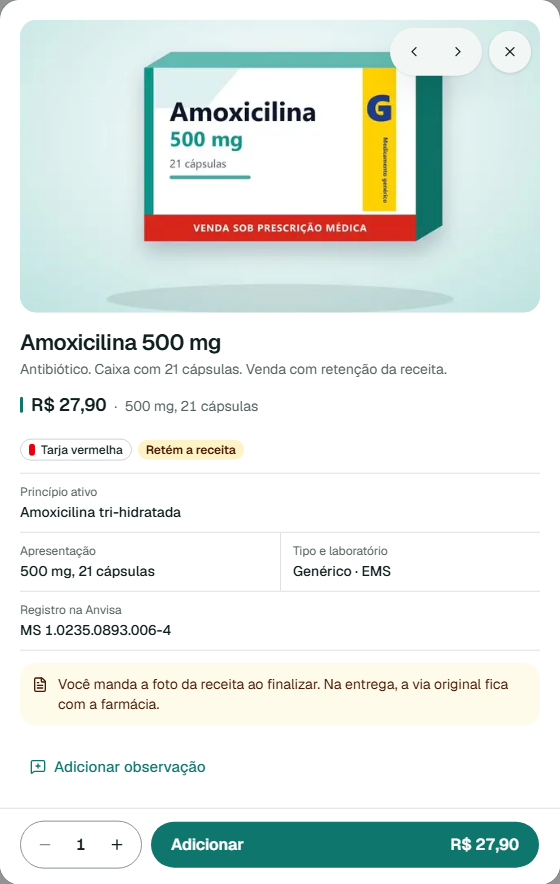 Amoxicilina
500 mg
21 cápsulas
G
Medicamento genérico
VENDA SOB PRESCRIÇÃO MÉDICA
Amoxicilina 500 mg
Antibiótico. Caixa com 21 cápsulas. Venda com retenção da receita.
R$ 27,90 · 500 mg, 21 cápsulas
Tarja vermelha Retém a receita
Princípio ativo
Amoxicilina tri-hidratada
Apresentação
500 mg, 21 cápsulas
Tipo e laboratório
Genérico · EMS
Registro na Anvisa
MS 1.0235.0893.006-4
Você manda a foto da receita ao finalizar. Na entrega, a via original fica
com a farmácia.
Adicionar observação
1
Adicionar R$ 27,90